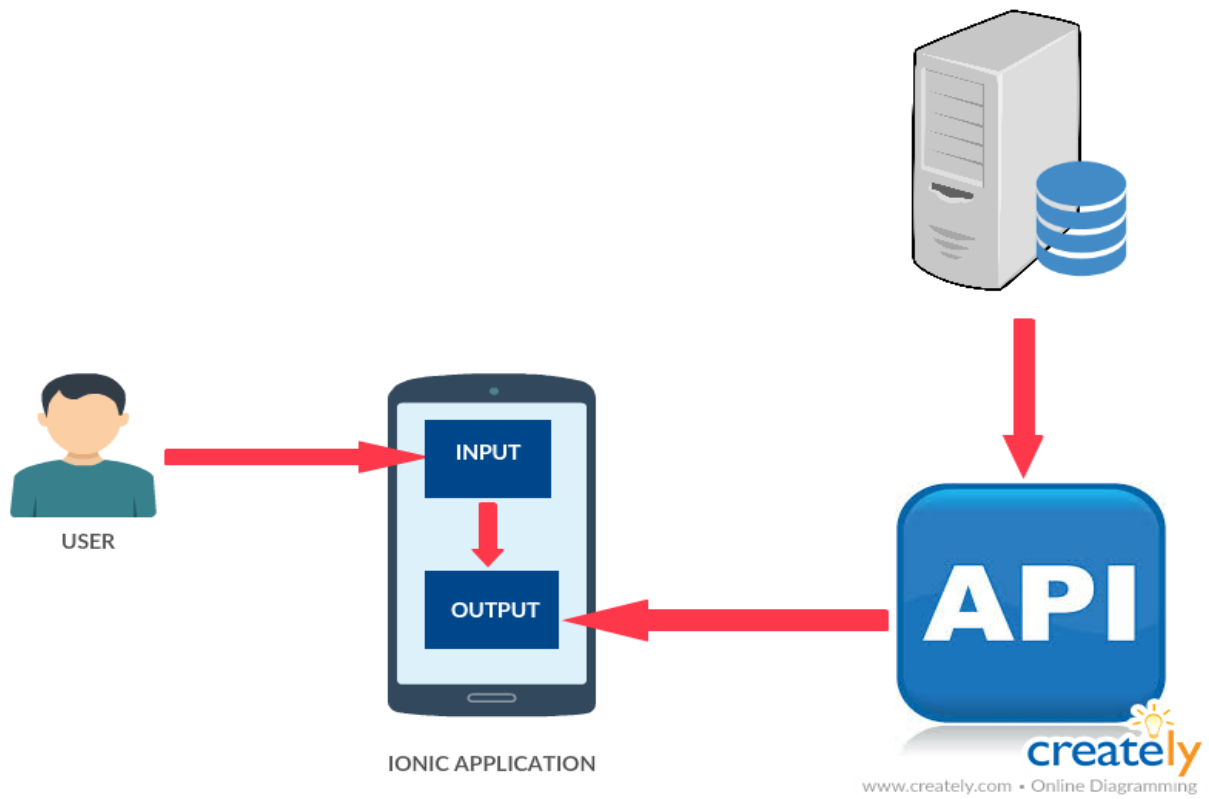 INPUT
USER
OUTPUT
API
IONIC APPLICATION
creately
www.creately.com • Online Diagramming